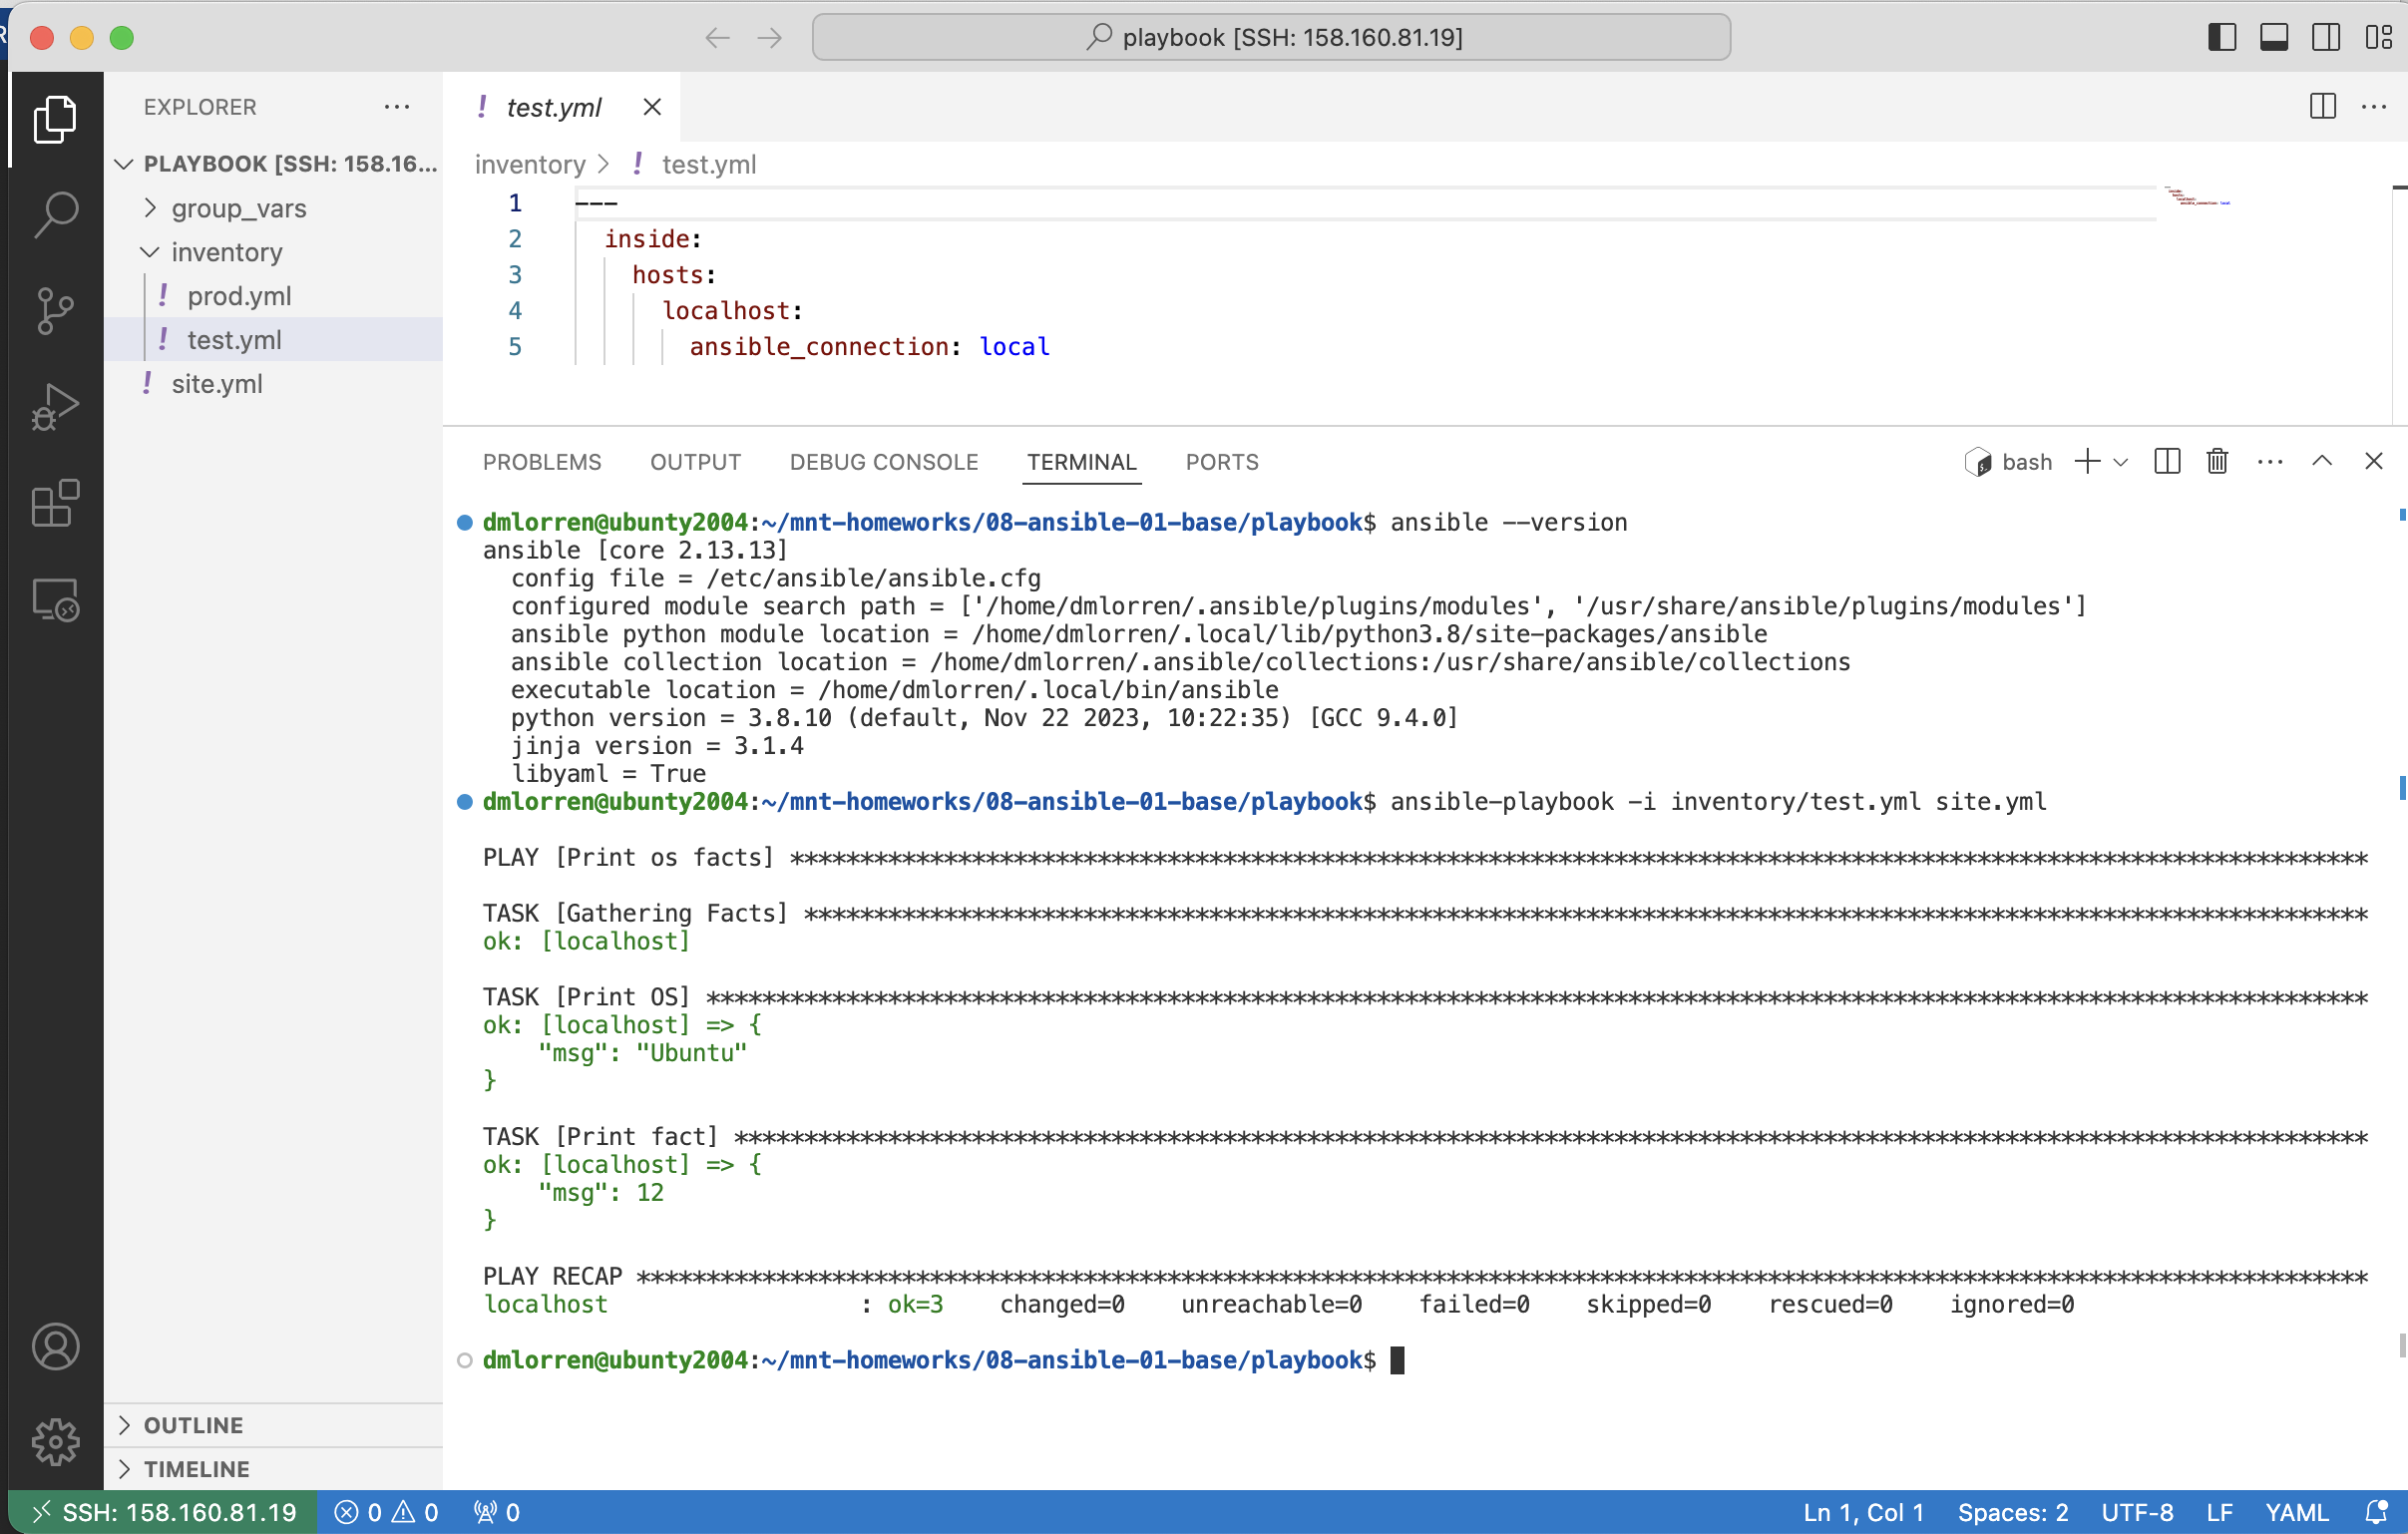 playbook [SSH: 158.160.81.19]
EXPLORER
PLAYBOOK [SSH: 158.16...
group_vars
inventory
! prod.yml
! test.yml
! site.yml
OUTLINE
TIMELINE
! test.yml
inventory > ! test.yml
1 ---
2 inside:
3 hosts:
4 localhost:
5 ansible_connection: local
PROBLEMS OUTPUT DEBUG CONSOLE TERMINAL PORTS
bash
dmlorren@ubunty2004:~/mnt-homeworks/08-ansible-01-base/playbook$ ansible --version
ansible [core 2.13.13]
config file = /etc/ansible/ansible.cfg
configured module search path = ['/home/dmlorren/.ansible/plugins/modules', '/usr/share/ansible/plugins/modules']
ansible python module location = /home/dmlorren/.local/lib/python3.8/site-packages/ansible
ansible collection location = /home/dmlorren/.ansible/collections:/usr/share/ansible/collections
executable location = /home/dmlorren/.local/bin/ansible
python version = 3.8.10 (default, Nov 22 2023, 10:22:35) [GCC 9.4.0]
jinja version = 3.1.4
libyaml = True
dmlorren@ubunty2004:~/mnt-homeworks/08-ansible-01-base/playbook$ ansible-playbook -i inventory/test.yml site.yml
PLAY [Print os facts] *****************************************************************************************************************
TASK [Gathering Facts] ****************************************************************************************************************
ok: [localhost]
TASK [Print OS] ***********************************************************************************************************************
ok: [localhost] => {
"msg": "Ubuntu"
}
TASK [Print fact] *********************************************************************************************************************
ok: [localhost] => {
"msg": 12
}
PLAY RECAP ****************************************************************************************************************************
localhost : ok=3 changed=0 unreachable=0 failed=0 skipped=0 rescued=0 ignored=0
dmlorren@ubunty2004:~/mnt-homeworks/08-ansible-01-base/playbook$
SSH: 158.160.81.19 0 0 0 Ln 1, Col 1 Spaces: 2 UTF-8 LF YAML